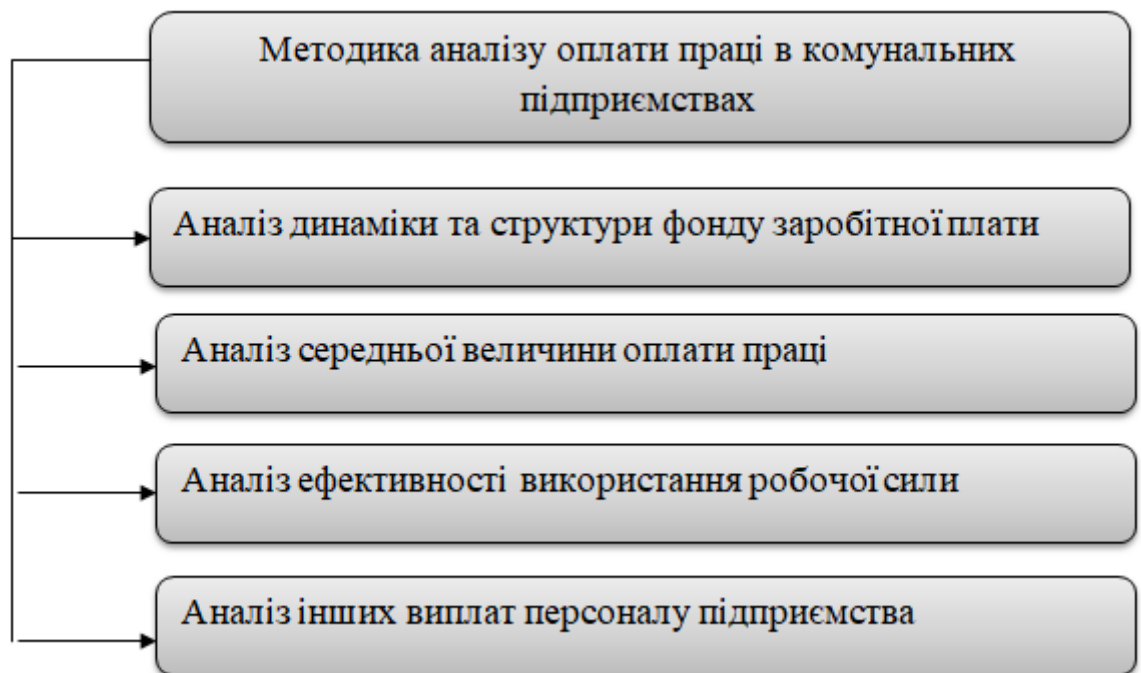 Методика аналізу оплати праці в комунальних
підприємствах
Аналіз динаміки та структури фонду заробітної плати
Аналіз середньої величини оплати праці
Аналіз ефективності використання робочої сили
Аналіз інших виплат персоналу підприємства